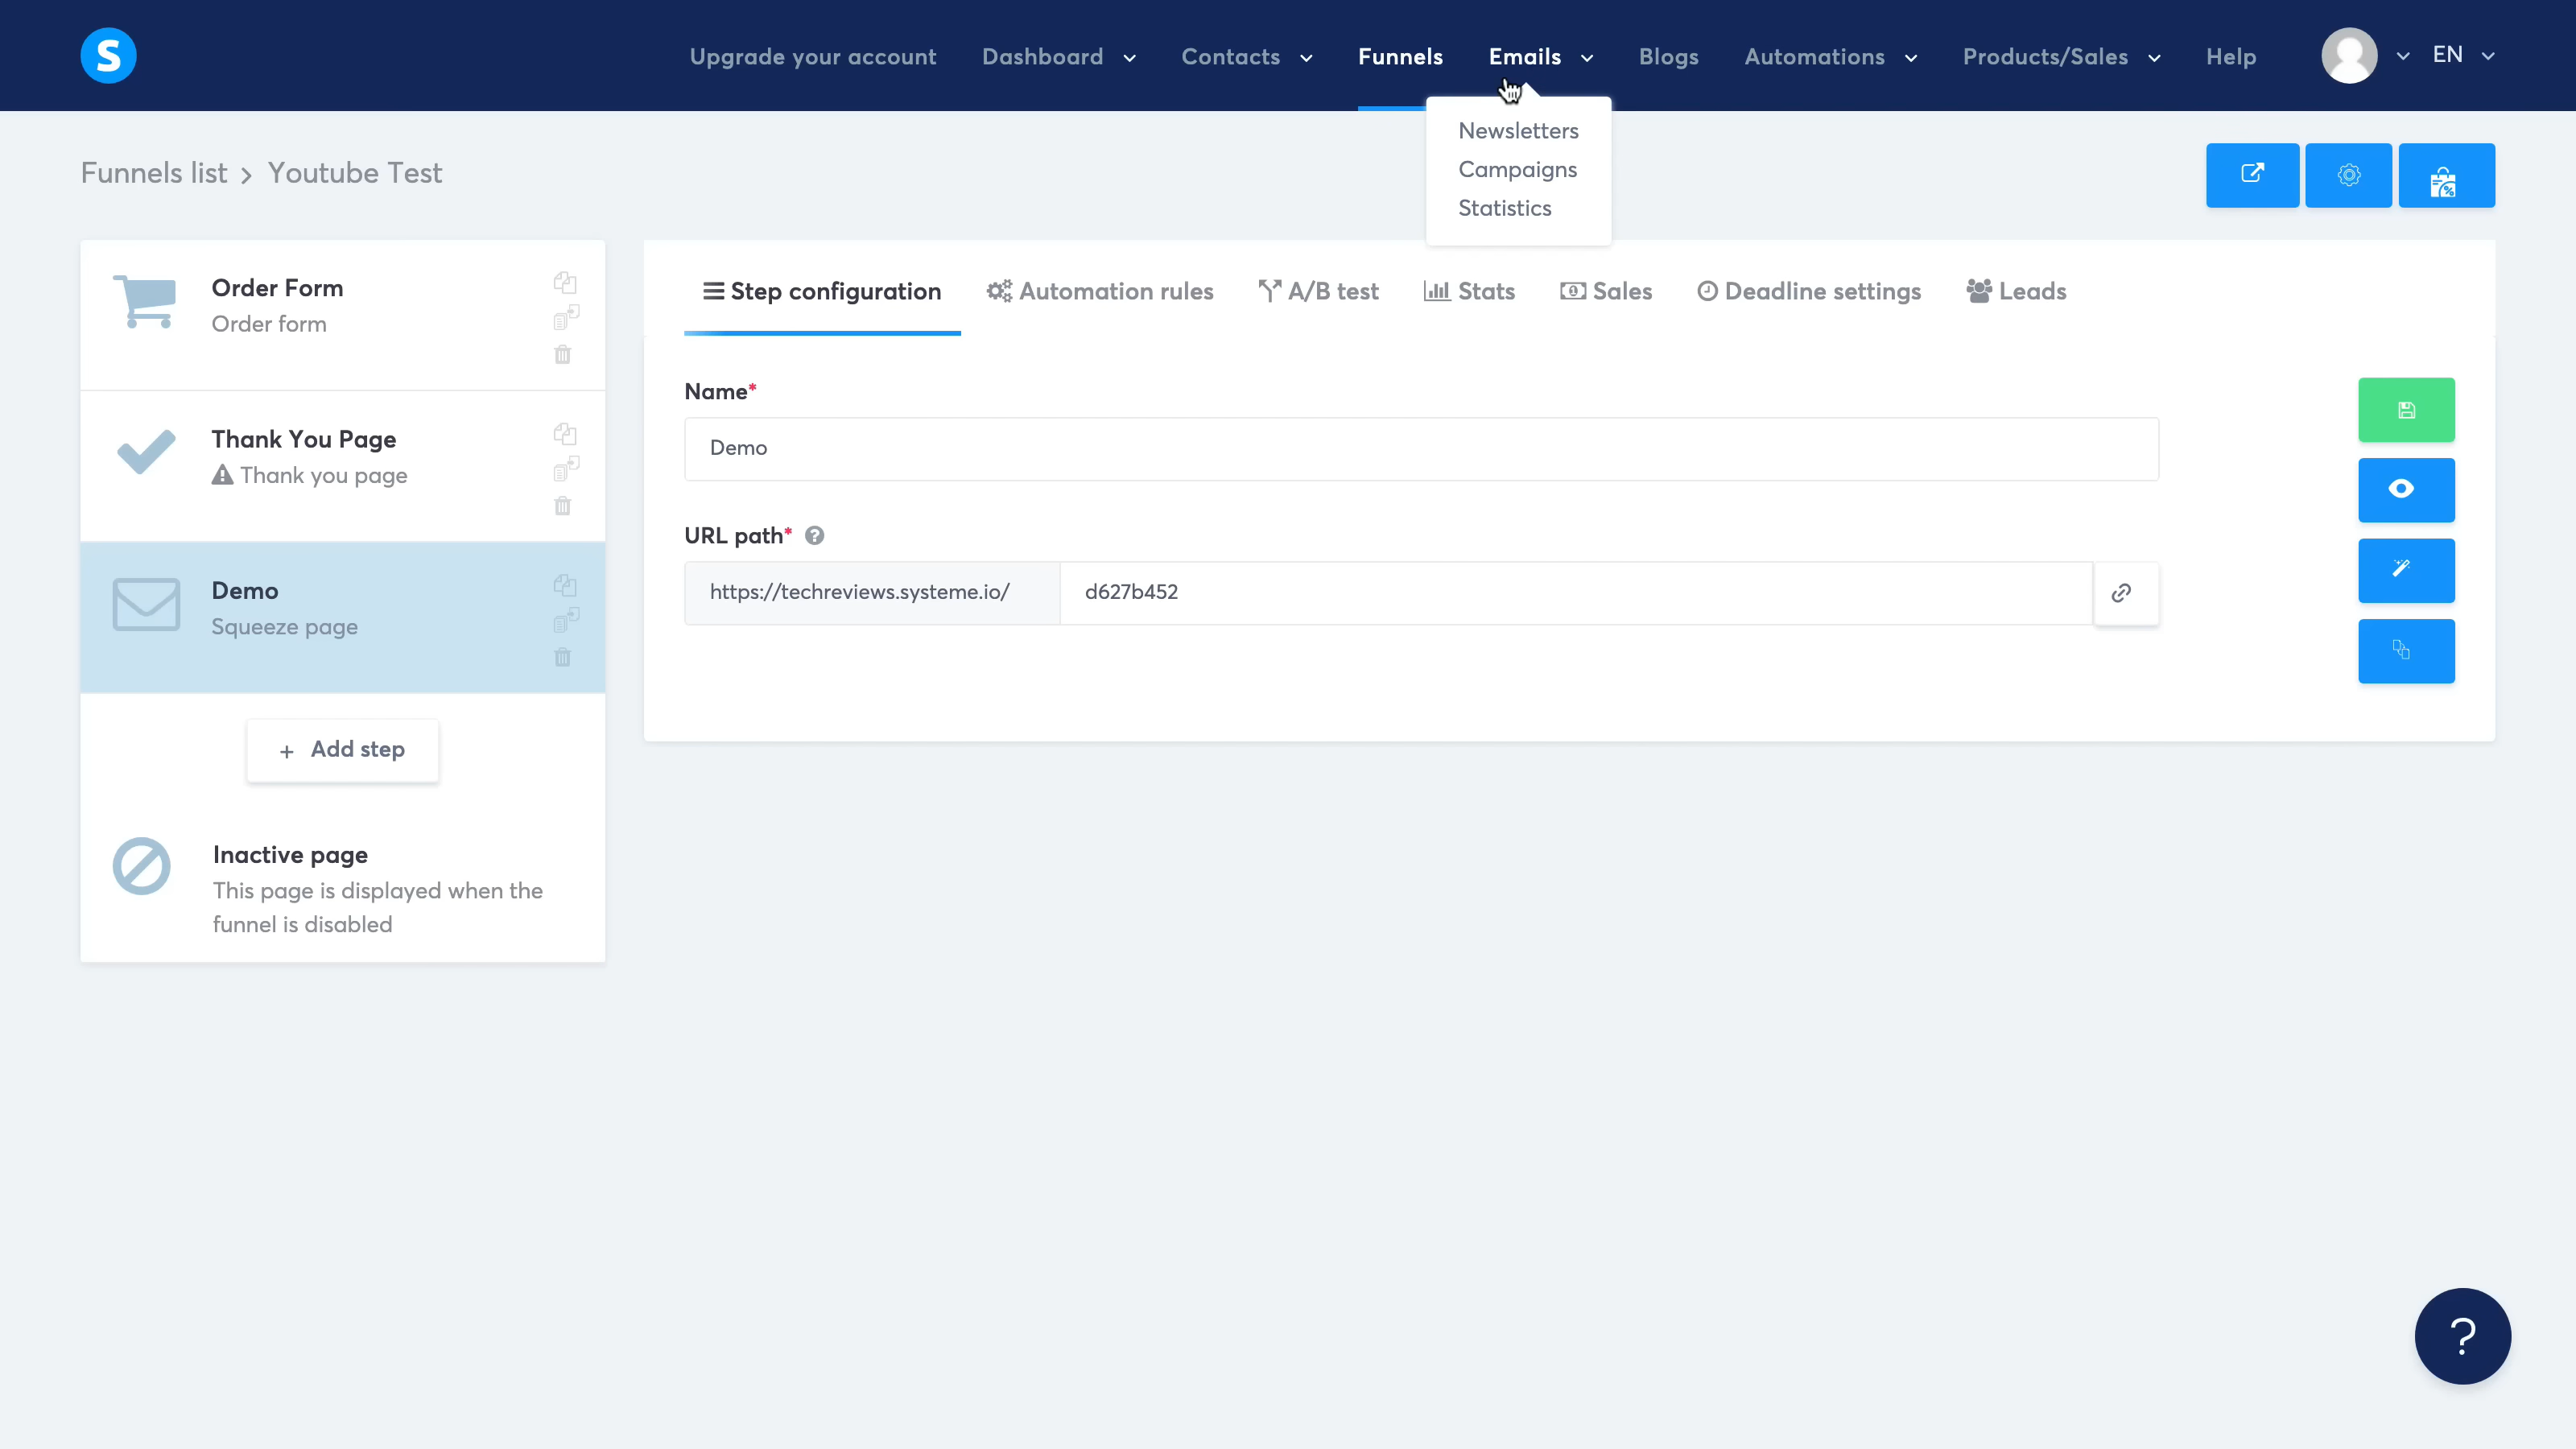 S
Upgrade your account
Dashboard
Contacts
Funnels
Emails
Blogs
Automations
Products/Sales
Help
EN
Newsletters
Campaigns
Statistics
Funnels list > Youtube Test
Order Form
Order form
Thank You Page
Thank you page
Demo
Squeeze page
+ Add step
Inactive page
This page is displayed when the
funnel is disabled
Step configuration
Automation rules
A/B test
Stats
Sales
Deadline settings
Leads
Name*
Demo
URL path* ?
https://techreviews.systeme.io/
d627b452
?